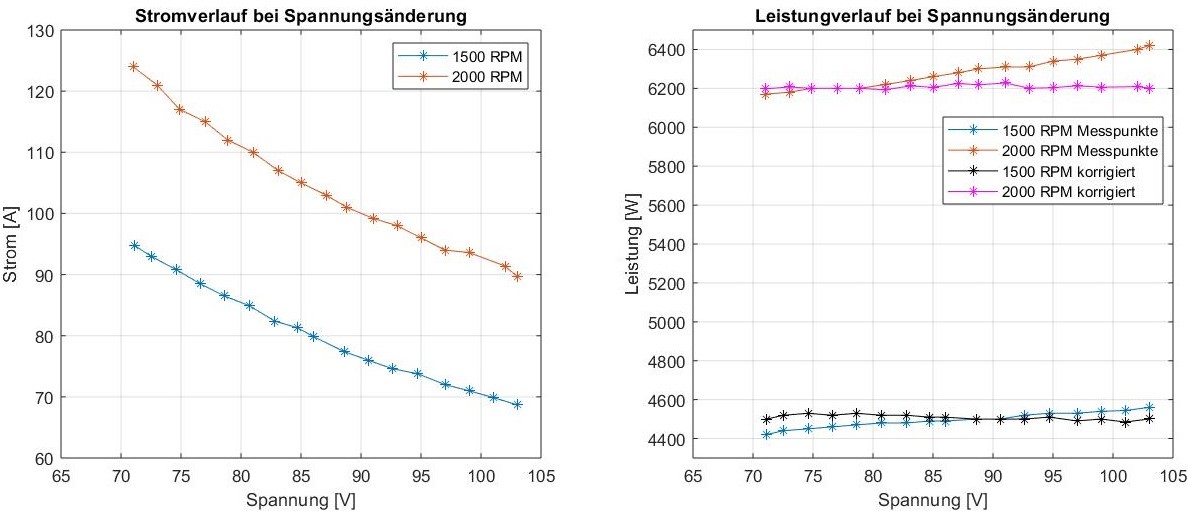 Stromverlauf bei Spannungsänderung
130
120
110
100
90
80
70
60
Strom [A]
1500 RPM
2000 RPM
65 70 75 80 85 90 95 100 105
Spannung [V]
Leistungverlauf bei Spannungsänderung
6400
6200
6000
5800
5600
5400
5200
5000
4800
4600
4400
Leistung [W]
1500 RPM Messpunkte
2000 RPM Messpunkte
1500 RPM korrigiert
2000 RPM korrigiert
65 70 75 80 85 90 95 100 105
Spannung [V]